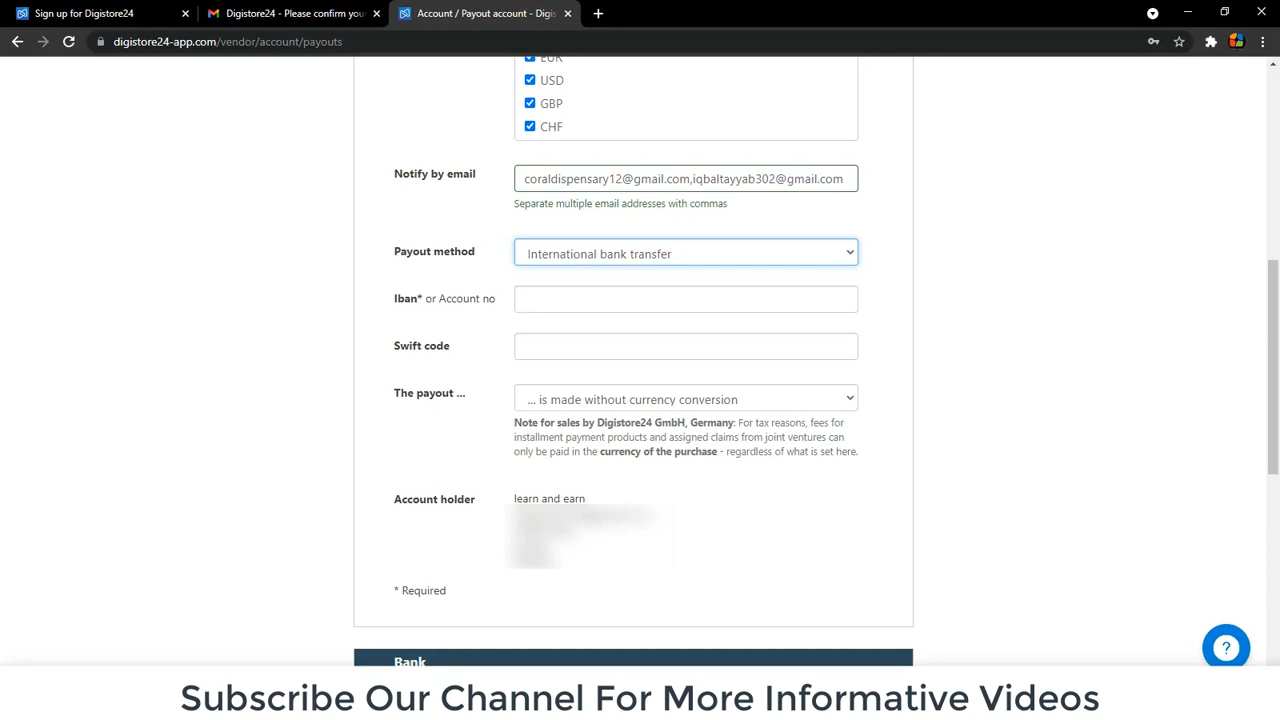 Sign up for Digistore24
Digistore24 - Please confirm you
Account / Payout account - Digis
digistore24-app.com/vendor/account/payouts
EUR
USD
GBP
CHF
Notify by email
coraldispensary12@gmail.com,iqbaltayyab302@gmail.com
Separate multiple email addresses with commas
Payout method
International bank transfer
Iban* or Account no
Swift code
The payout ...
... is made without currency conversion
Note for sales by Digistore24 GmbH, Germany: For tax reasons, fees for
installment payment products and assigned claims from joint ventures can
only be paid in the currency of the purchase - regardless of what is set here.
Account holder
learn and earn
* Required
Bank
Subscribe Our Channel For More Informative Videos